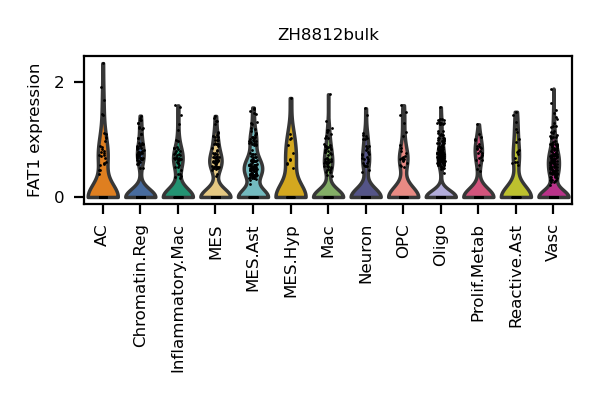 ZH8812bulk
FAT1 expression
2
0
AC
Chromatin.Reg
Inflammatory.Mac
MES
MES.Ast
MES.Hyp
Mac
Neuron
OPC
Oligo
Prolif.Metab
Reactive.Ast
Vasc